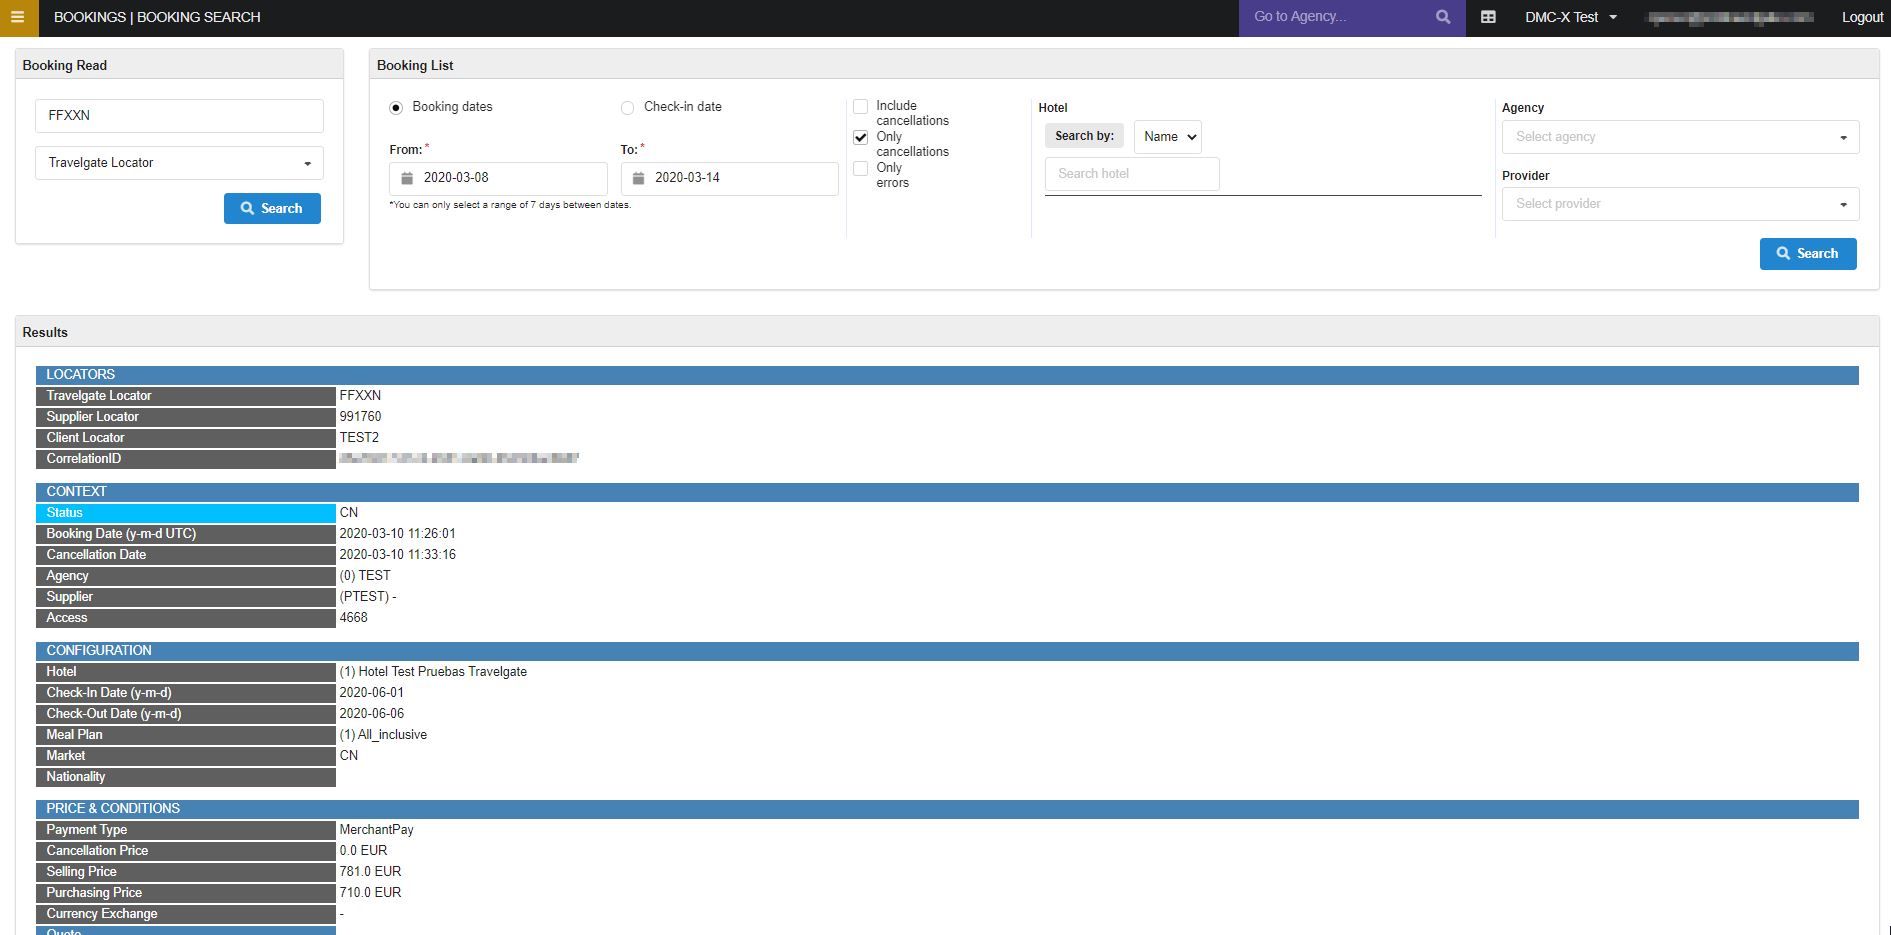 BOOKINGS | BOOKING SEARCH
Go to Agency...
DMC-X Test
Logout
Booking Read
FFXXN
Travelgate Locator
Search
Booking List
Booking dates
Check-in date
From: *
To: *
2020-03-08
2020-03-14
*You can only select a range of 7 days between dates.
Include
cancellations
Only
cancellations
Only
errors
Hotel
Search by:
Name
Search hotel
Agency
Select agency
Provider
Select provider
Search
Results
LOCATORS
Travelgate Locator FFXXN
Supplier Locator 991760
Client Locator TEST2
CorrelationID
CONTEXT
Status CN
Booking Date (y-m-d UTC) 2020-03-10 11:26:01
Cancellation Date 2020-03-10 11:33:16
Agency (0) TEST
Supplier (PTEST) -
Access 4668
CONFIGURATION
Hotel (1) Hotel Test Pruebas Travelgate
Check-In Date (y-m-d) 2020-06-01
Check-Out Date (y-m-d) 2020-06-06
Meal Plan (1) All_inclusive
Market CN
Nationality
PRICE & CONDITIONS
Payment Type MerchantPay
Cancellation Price 0.0 EUR
Selling Price 781.0 EUR
Purchasing Price 710.0 EUR
Currency Exchange -
Quote